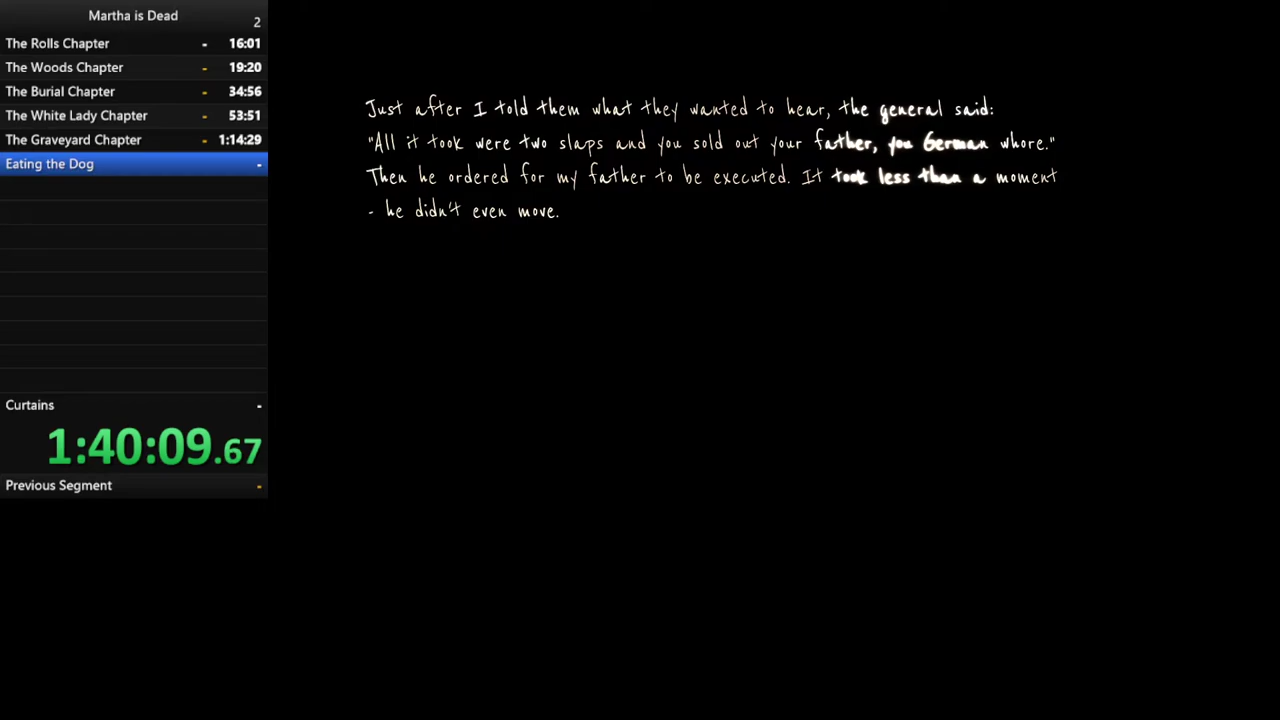 Martha is Dead
2
The Rolls Chapter - 16:01
The Woods Chapter - 19:20
The Burial Chapter - 34:56
The White Lady Chapter - 53:51
The Graveyard Chapter - 1:14:29
Eating the Dog -
Curtains -
1:40:09.67
Previous Segment -
Just after I told them what they wanted to hear, the general said:
"All it took were two slaps and you sold out your father, you German whore."
Then he ordered for my father to be executed. It took less than a moment
- he didn't even move.